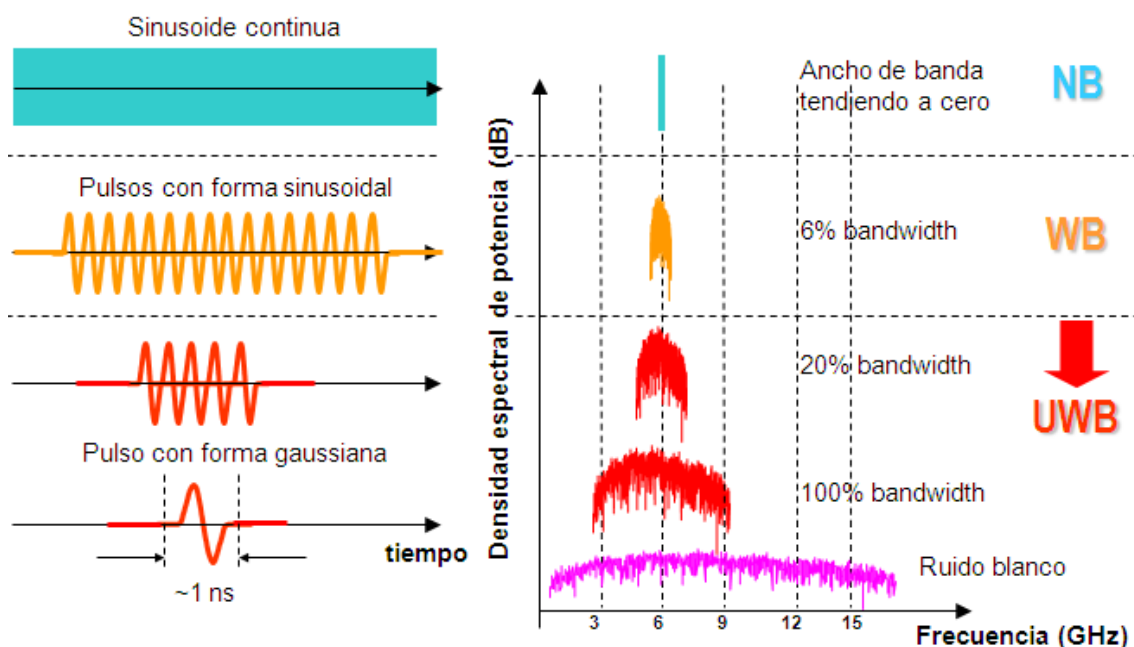 Sinusoide continua
Pulsos con forma sinusoidal
Pulso con forma gaussiana
tiempo
~1 ns
Densidad espectral de potencia (dB)
Ancho de banda
tendiendo a cero
NB
6% bandwidth
WB
20% bandwidth
UWB
100% bandwidth
Ruido blanco
3 6 9 12 15
Frecuencia (GHz)